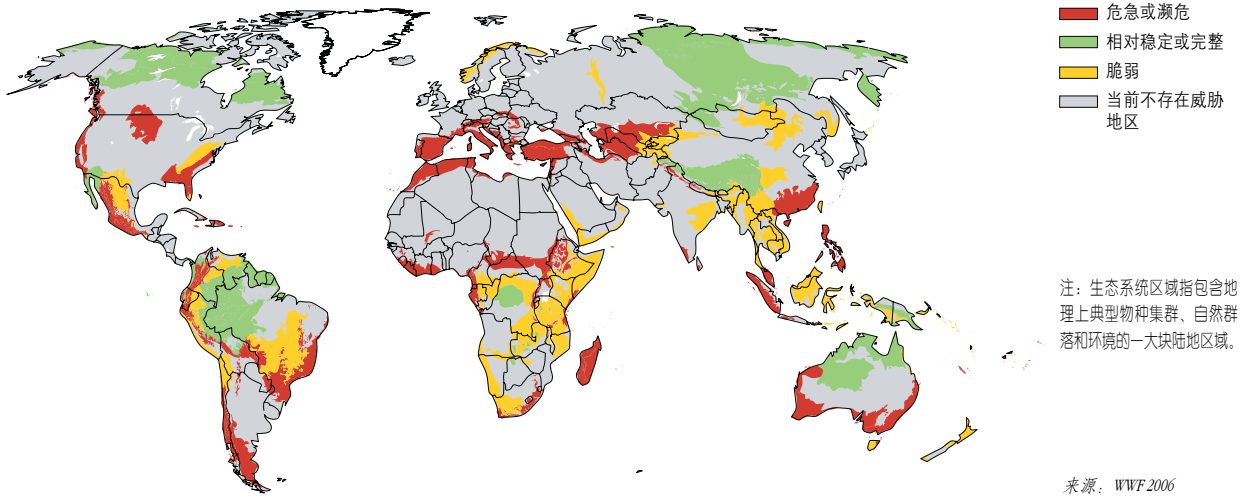 危急或濒危
相对稳定或完整
脆弱
当前不存在威胁
地区
注：生态系统区域指包含地
理上典型物种集群、自然群
落和环境的一大块陆地区域。
来源：WWF 2006